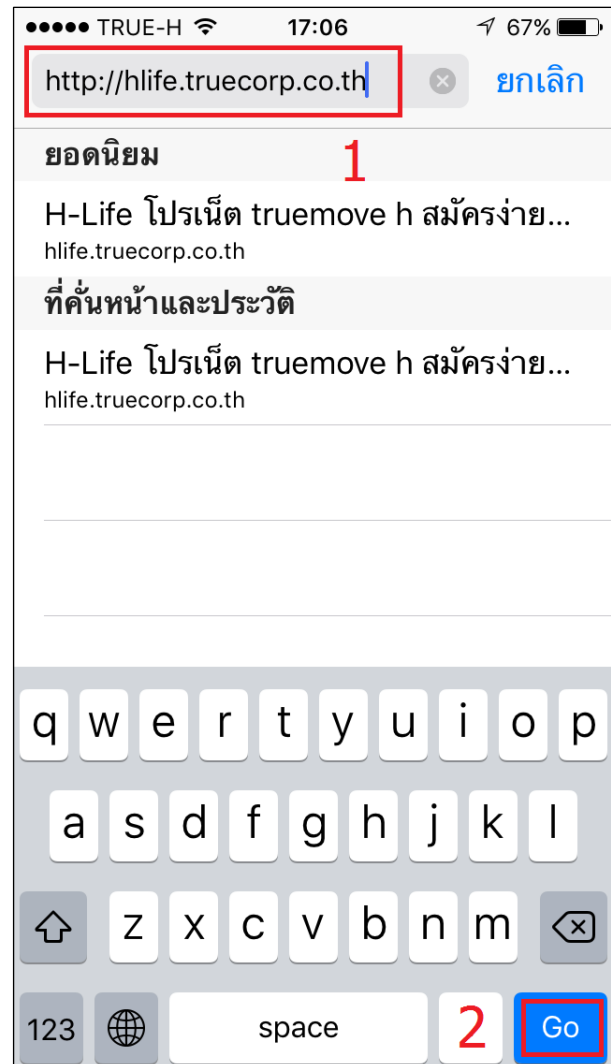 TRUE-H 17:06 67%
http://hlife.truecorp.co.th ยกเลิก
ยอดนิยม 1
H-Life โปรเน็ต truemove h สมัครง่าย...
hlife.truecorp.co.th
ที่คั่นหน้าและประวัติ
H-Life โปรเน็ต truemove h สมัครง่าย...
hlife.truecorp.co.th
q w e r t y u i o p
a s d f g h j k l
z x c v b n m
123 space 2 Go